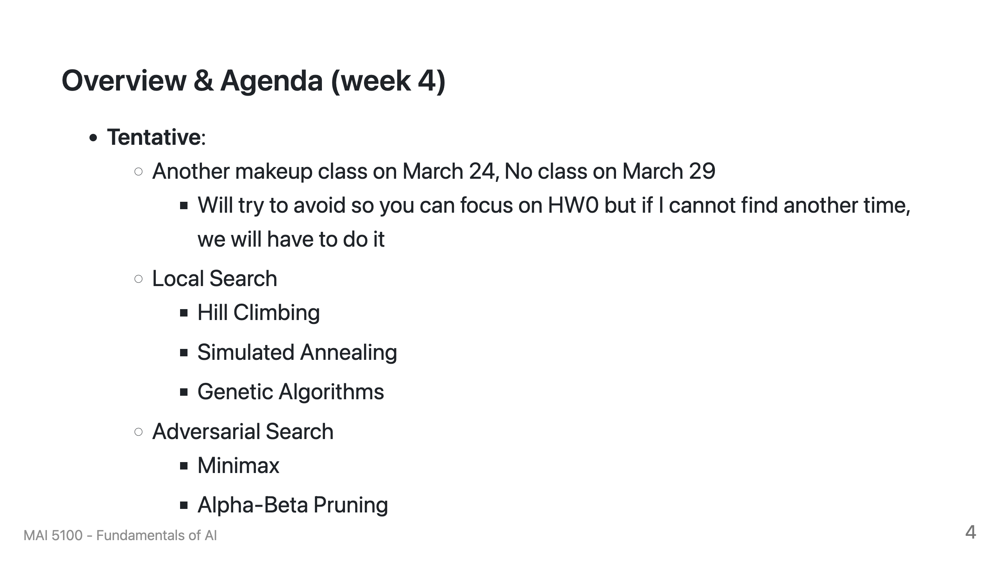 Overview & Agenda (week 4)
Tentative:
Another makeup class on March 24, No class on March 29
Will try to avoid so you can focus on HW0 but if I cannot find another time,
we will have to do it
Local Search
Hill Climbing
Simulated Annealing
Genetic Algorithms
Adversarial Search
Minimax
Alpha-Beta Pruning
MAI 5100 - Fundamentals of AI
4